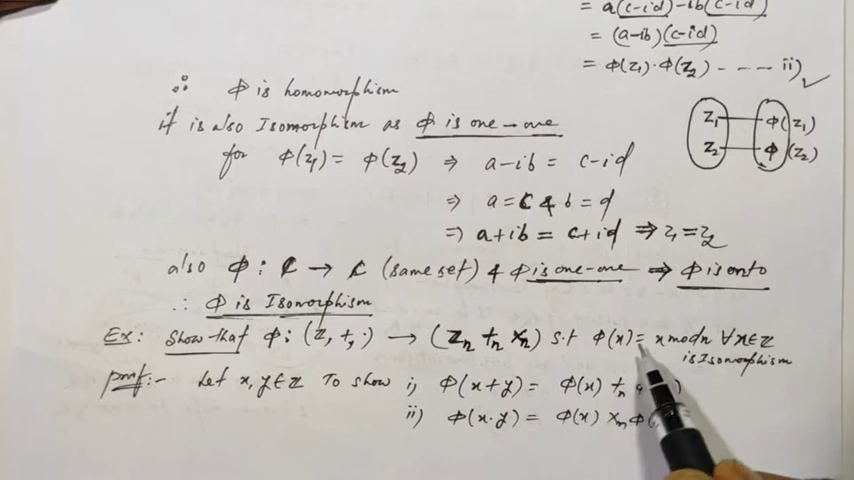 = a(c-id)-ib(c-id)
= (a-ib)(c-id)
= Φ(z₁)·Φ(z₂) - - - - ii)
∴ Φ is homomorphism
it is also Isomorphism as Φ is one-one
for Φ(z₁) = Φ(z₂) ⇒ a-ib = c-id
⇒ a=c & b=d
⇒ a+ib = c+id ⇒ z₁=z₂
z₁ Φ(z₁)
z₂ Φ(z₂)
also Φ: ℂ → ℂ (same set) & Φ is one-one ⇒ Φ is onto
∴ Φ is Isomorphism
Ex: Show that Φ: (Z, +, ·) → (Zₙ +ₙ ×ₙ) s.t Φ(x)= x mod n ∀ x∈Z
is Isomorphism
proof:- Let x, y∈Z To show i) Φ(x+y) = Φ(x) +ₙ
ii) Φ(x·y) = Φ(x) ×ₙ Φ(